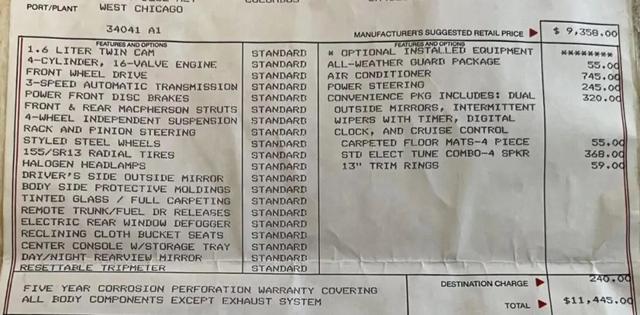 PORT/PLANT WEST CHICAGO
34041 A1
MANUFACTURER'S SUGGESTED RETAIL PRICE $ 9,358.00
FEATURES AND OPTIONS
1.6 LITER TWIN CAM STANDARD
4-CYLINDER, 16-VALVE ENGINE STANDARD
FRONT WHEEL DRIVE STANDARD
3-SPEED AUTOMATIC TRANSMISSION STANDARD
POWER FRONT DISC BRAKES STANDARD
FRONT & REAR MACPHERSON STRUTS STANDARD
4-WHEEL INDEPENDENT SUSPENSION STANDARD
RACK AND PINION STEERING STANDARD
STYLED STEEL WHEELS STANDARD
155/SR13 RADIAL TIRES STANDARD
HALOGEN HEADLAMPS STANDARD
DRIVER'S SIDE OUTSIDE MIRROR STANDARD
BODY SIDE PROTECTIVE MOLDINGS STANDARD
TINTED GLASS / FULL CARPETING STANDARD
REMOTE TRUNK/FUEL DR RELEASES STANDARD
ELECTRIC REAR WINDOW DEFOGGER STANDARD
RECLINING CLOTH BUCKET SEATS STANDARD
CENTER CONSOLE W/STORAGE TRAY STANDARD
DAY/NIGHT REARVIEW MIRROR STANDARD
RESETTABLE TRIPMETER STANDARD
FEATURES AND OPTIONS
* OPTIONAL INSTALLED EQUIPMENT ********
ALL-WEATHER GUARD PACKAGE 55.00
AIR CONDITIONER 745.00
POWER STEERING 245.00
CONVENIENCE PKG INCLUDES: DUAL 320.00
OUTSIDE MIRRORS, INTERMITTENT
WIPERS WITH TIMER, DIGITAL
CLOCK, AND CRUISE CONTROL
CARPETED FLOOR MATS-4 PIECE 55.00
STD ELECT TUNE COMBO-4 SPKR 368.00
13" TRIM RINGS 59.00
FIVE YEAR CORROSION PERFORATION WARRANTY COVERING
ALL BODY COMPONENTS EXCEPT EXHAUST SYSTEM
DESTINATION CHARGE 240.00
TOTAL $11,445.00